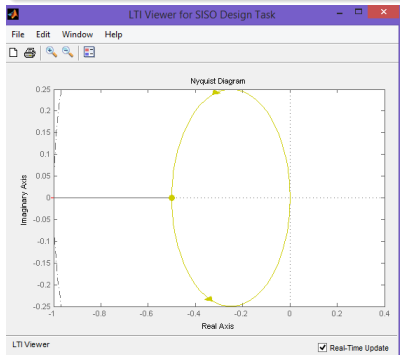 LTI Viewer for SISO Design Task
File Edit Window Help
Nyquist Diagram
0.25
0.2
0.15
0.1
0.05
0
-0.05
-0.1
-0.15
-0.2
-0.25
Imaginary Axis
-1 -0.8 -0.6 -0.4 -0.2 0 0.2 0.4
Real Axis
LTI Viewer
Real-Time Update